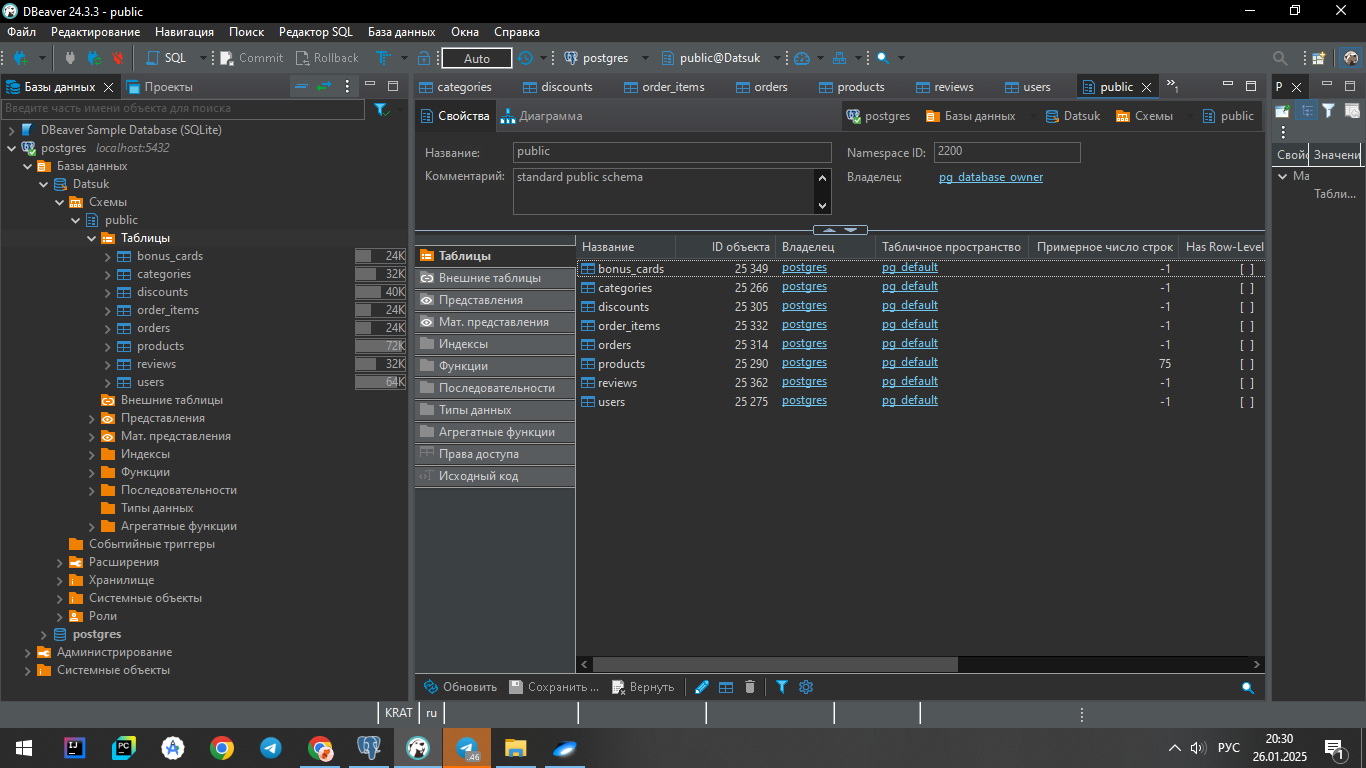 DBeaver 24.3.3 - public
Файл Редактирование Навигация Поиск Редактор SQL База данных Окна Справка
SQL Commit Rollback Auto postgres public@Datsuk
Базы данных Проекты categories discounts order_items orders products reviews users public »1 Р
Введите часть имени объекта для поиска
Свойства Диаграмма postgres Базы данных Datsuk Схемы public
DBeaver Sample Database (SQLite)
postgres localhost:5432
Базы данных
Datsuk
Схемы
public
Таблицы
bonus_cards 24K
categories 32K
discounts 40K
order_items 24K
orders 24K
products 72K
reviews 32K
users 64K
Внешние таблицы
Представления
Мат. представления
Индексы
Функции
Последовательности
Типы данных
Агрегатные функции
Событийные триггеры
Расширения
Хранилище
Системные объекты
Роли
postgres
Администрирование
Системные объекты
Название: public Namespace ID: 2200
Комментарий: standard public schema Владелец: pg_database_owner
Таблицы
Внешние таблицы
Представления
Мат. представления
Индексы
Функции
Последовательности
Типы данных
Агрегатные функции
Права доступа
Исходный код
Название ID объекта Владелец Табличное пространство Примерное число строк Has Row-Level
bonus_cards 25 349 postgres pg_default -1 [ ]
categories 25 266 postgres pg_default -1 [ ]
discounts 25 305 postgres pg_default -1 [ ]
order_items 25 332 postgres pg_default -1 [ ]
orders 25 314 postgres pg_default -1 [ ]
products 25 290 postgres pg_default 75 [ ]
reviews 25 362 postgres pg_default -1 [ ]
users 25 275 postgres pg_default -1 [ ]
Свой Значени
Ма
Табли...
Обновить Сохранить ... Вернуть
KRAT ru
IJ PC .46 РУС 20:30
26.01.2025 1